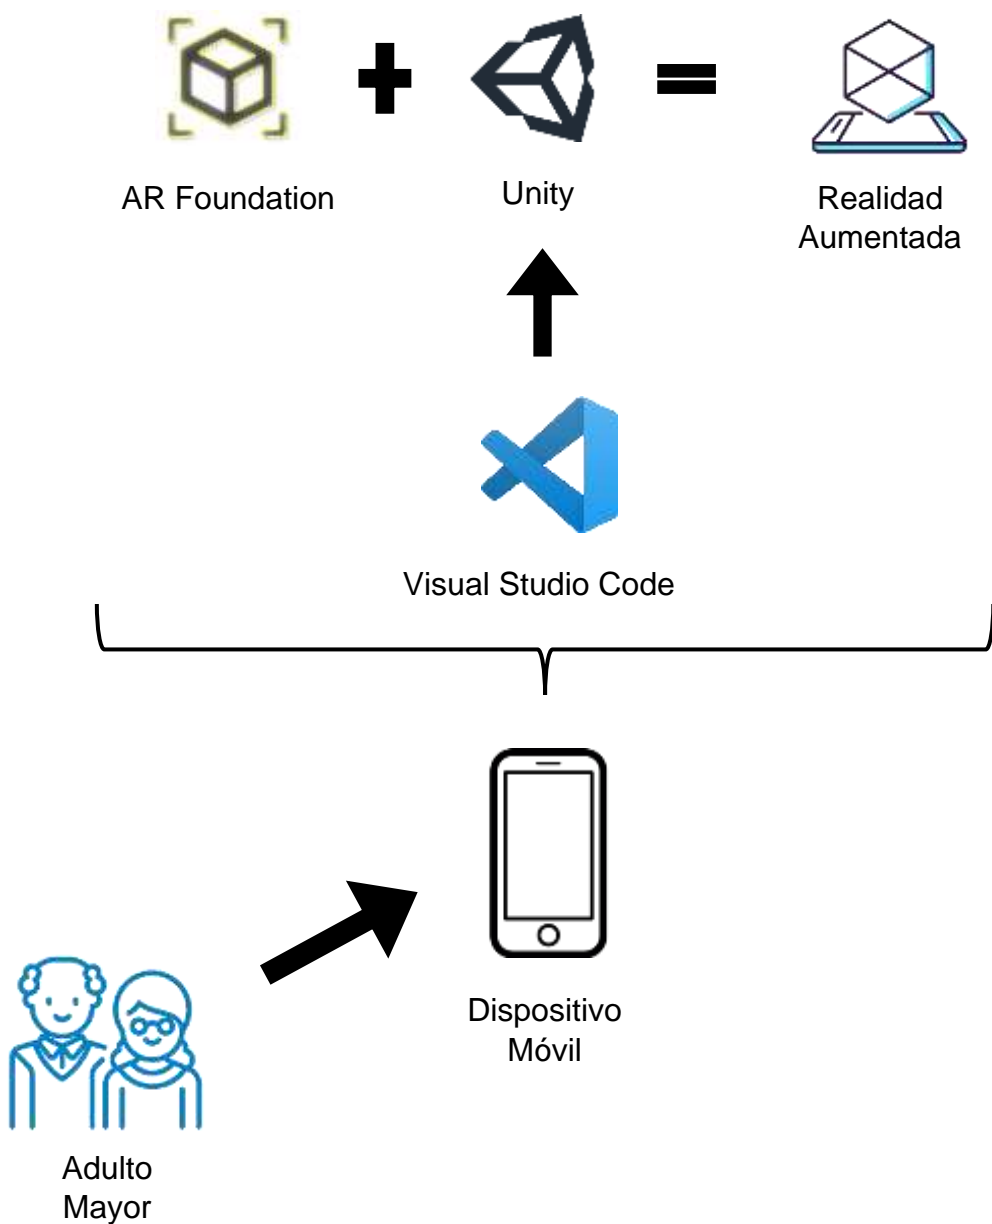 AR Foundation
Unity
Realidad
Aumentada
Visual Studio Code
Dispositivo
Móvil
Adulto
Mayor